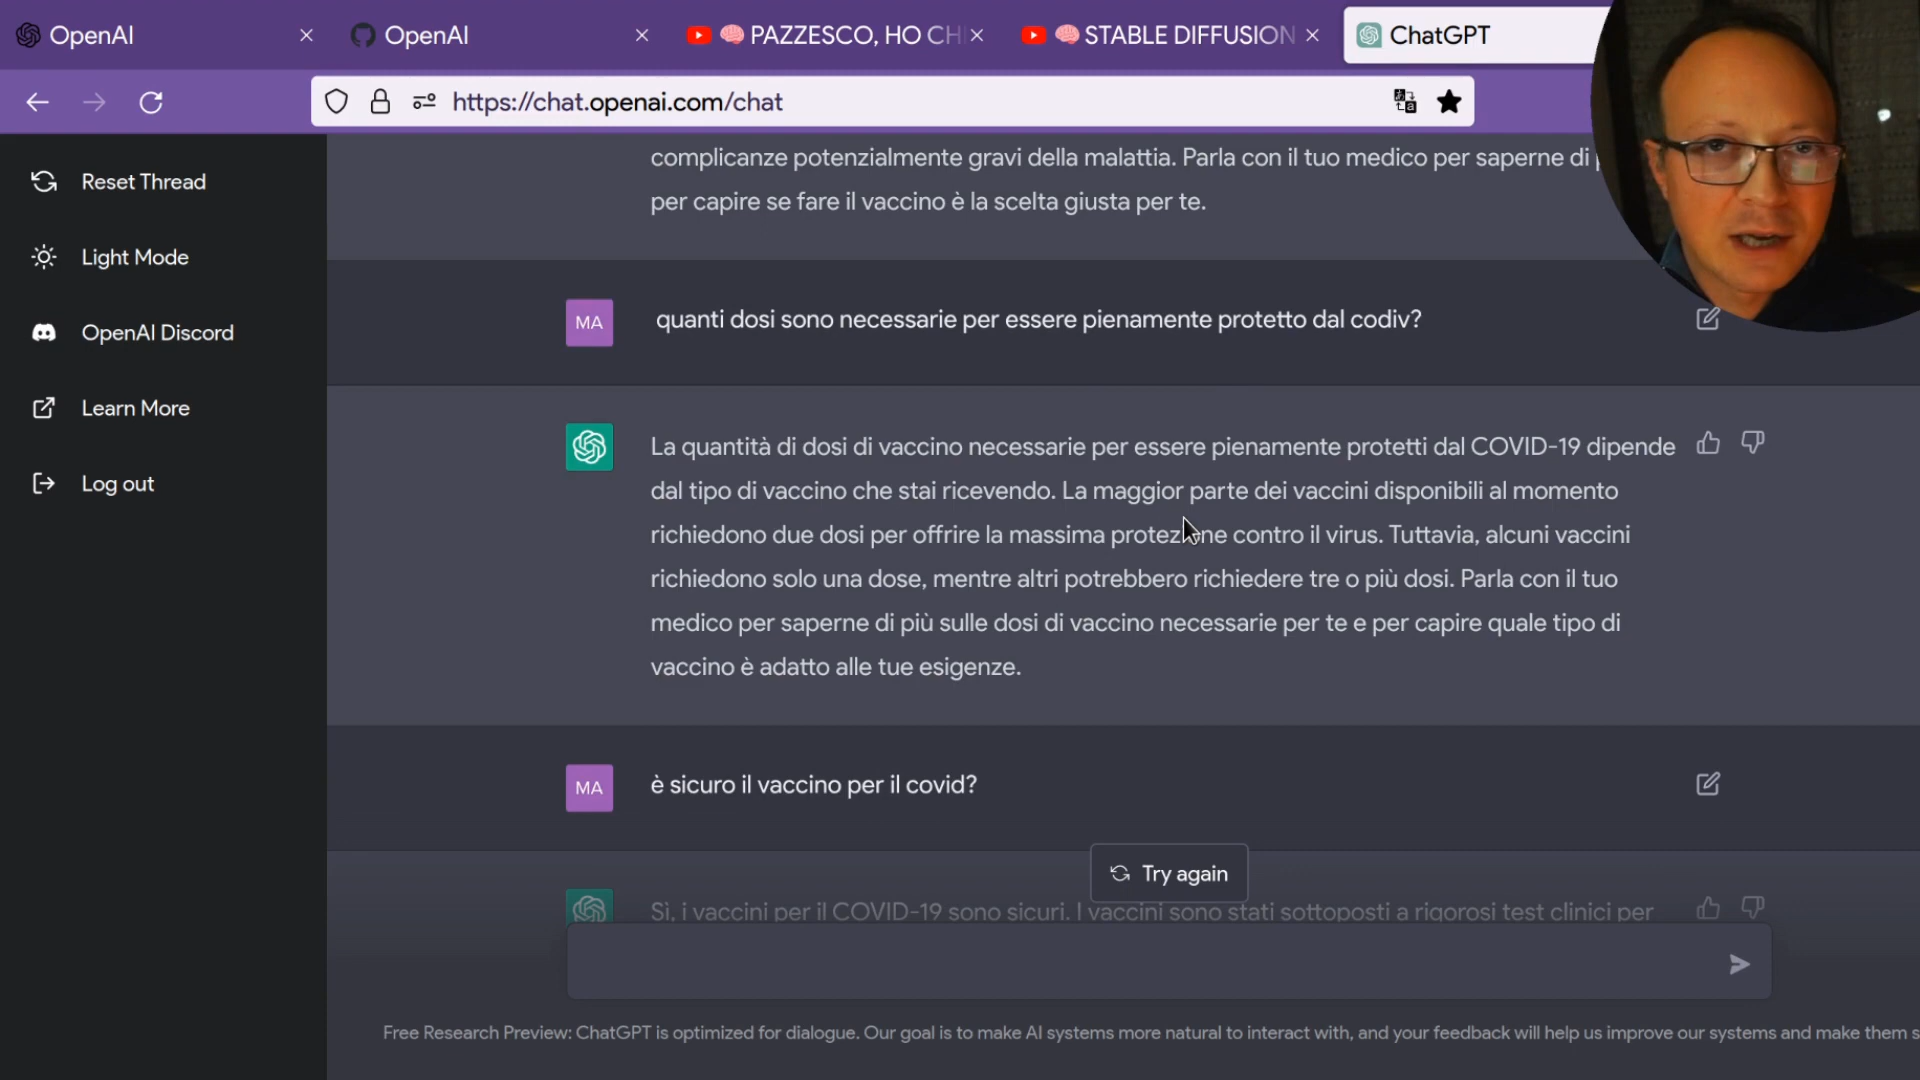 OpenAI
OpenAI
PAZZESCO, HO CH
STABLE DIFFUSION
ChatGPT
https://chat.openai.com/chat
Reset Thread
Light Mode
OpenAI Discord
Learn More
Log out
complicanze potenzialmente gravi della malattia. Parla con il tuo medico per saperne di
per capire se fare il vaccino è la scelta giusta per te.
MA
quanti dosi sono necessarie per essere pienamente protetto dal codiv?
La quantità di dosi di vaccino necessarie per essere pienamente protetti dal COVID-19 dipende
dal tipo di vaccino che stai ricevendo. La maggior parte dei vaccini disponibili al momento
richiedono due dosi per offrire la massima protezione contro il virus. Tuttavia, alcuni vaccini
richiedono solo una dose, mentre altri potrebbero richiedere tre o più dosi. Parla con il tuo
medico per saperne di più sulle dosi di vaccino necessarie per te e per capire quale tipo di
vaccino è adatto alle tue esigenze.
MA
è sicuro il vaccino per il covid?
Try again
Sì, i vaccini per il COVID-19 sono sicuri. I vaccini sono stati sottoposti a rigorosi test clinici per
Free Research Preview: ChatGPT is optimized for dialogue. Our goal is to make AI systems more natural to interact with, and your feedback will help us improve our systems and make them s